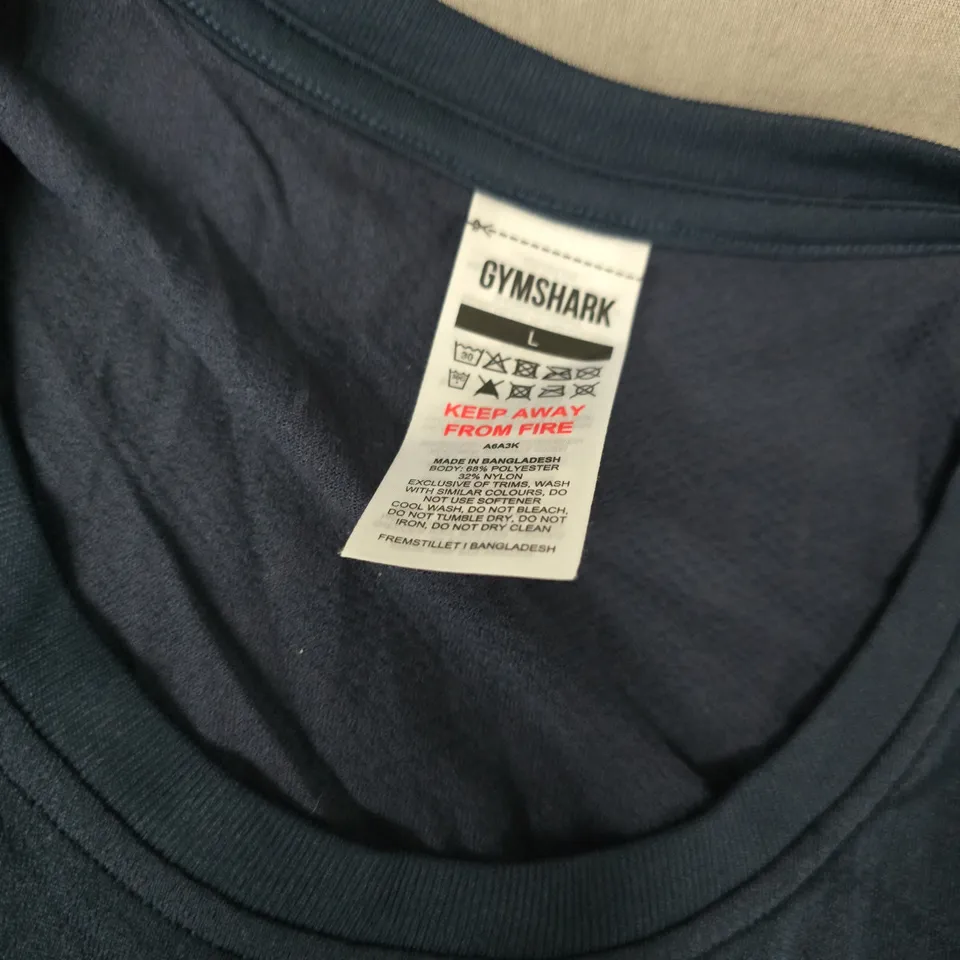 GYMSHARK
L
30
KEEP AWAY
FROM FIRE
A6A3K
MADE IN BANGLADESH
BODY: 68% POLYESTER
32% NYLON
EXCLUSIVE OF TRIMS, WASH
WITH SIMILAR COLOURS, DO
NOT USE SOFTENER
COOL WASH, DO NOT BLEACH,
DO NOT TUMBLE DRY, DO NOT
IRON, DO NOT DRY CLEAN
FREMSTILLET I BANGLADESH